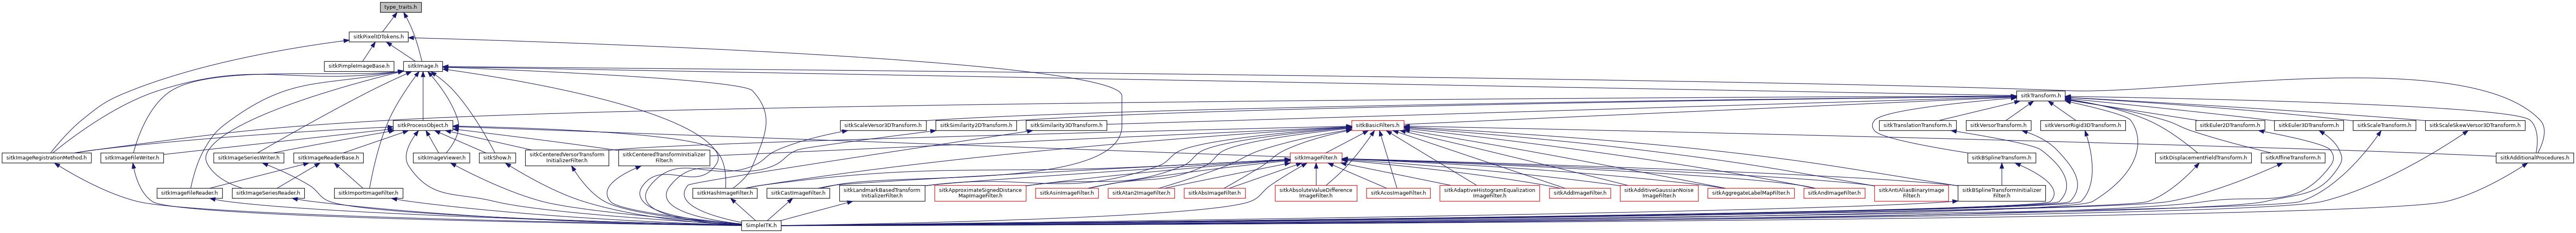 type_traits.h
sitkPixelIDTokens.h
sitkPimpleImageBase.h
sitkImage.h
sitkTransform.h
sitkProcessObject.h
sitkScaleVersor3DTransform.h
sitkSimilarity2DTransform.h
sitkSimilarity3DTransform.h
sitkBasicFilters.h
sitkTranslationTransform.h
sitkVersorTransform.h
sitkVersorRigid3DTransform.h
sitkEuler2DTransform.h
sitkEuler3DTransform.h
sitkScaleTransform.h
sitkScaleSkewVersor3DTransform.h
sitkImageRegistrationMethod.h
sitkImageFileWriter.h
sitkImageSeriesWriter.h
sitkImageReaderBase.h
sitkImageViewer.h
sitkShow.h
sitkCenteredVersorTransform
InitializerFilter.h
sitkCenteredTransformInitializer
Filter.h
sitkImageFilter.h
sitkBSplineTransform.h
sitkDisplacementFieldTransform.h
sitkAffineTransform.h
sitkAdditionalProcedures.h
sitkImageFileReader.h
sitkImageSeriesReader.h
sitkImportImageFilter.h
sitkHashImageFilter.h
sitkCastImageFilter.h
sitkLandmarkBasedTransform
InitializerFilter.h
sitkApproximateSignedDistance
MapImageFilter.h
sitkAsinImageFilter.h
sitkAtan2ImageFilter.h
sitkAbsImageFilter.h
sitkAbsoluteValueDifference
ImageFilter.h
sitkAcosImageFilter.h
sitkAdaptiveHistogramEqualization
ImageFilter.h
sitkAddImageFilter.h
sitkAdditiveGaussianNoise
ImageFilter.h
sitkAggregateLabelMapFilter.h
sitkAndImageFilter.h
sitkAntiAliasBinaryImage
Filter.h
sitkBSplineTransformInitializer
Filter.h
SimpleITK.h